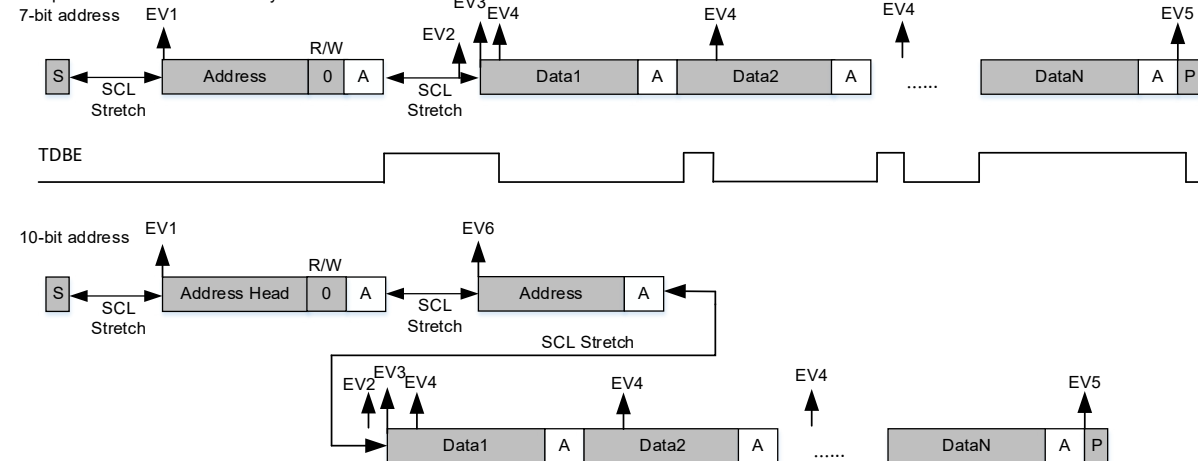 7-bit address
EV1
EV3
EV4
EV2
EV4
EV4
EV5
R/W
S
Address
0
A
Data1
A
Data2
A
......
DataN
A
P
SCL
Stretch
SCL
Stretch
TDBE
10-bit address
EV1
EV6
R/W
S
Address Head
0
A
Address
A
SCL
Stretch
SCL
Stretch
SCL Stretch
EV2
EV3
EV4
EV4
EV4
EV5
Data1
A
Data2
A
......
DataN
A
P